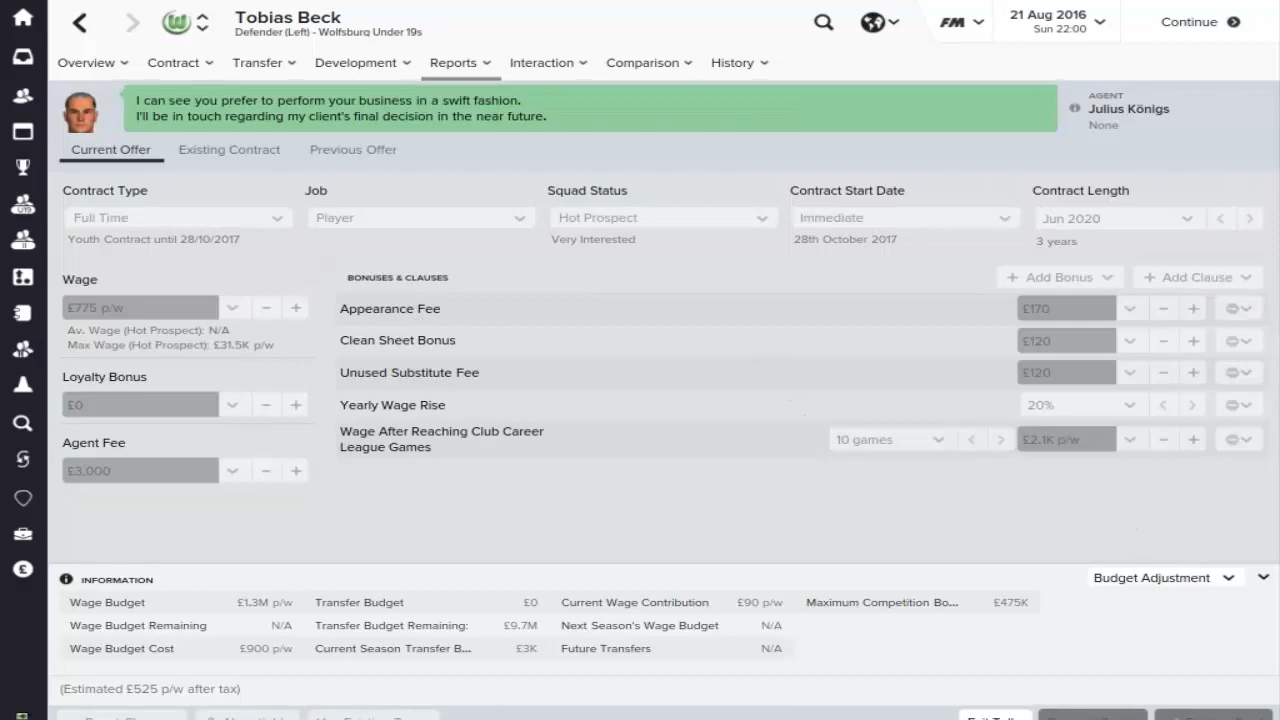 Tobias Beck
Defender (Left) - Wolfsburg Under 19s
FM
21 Aug 2016
Sun 22:00
Continue
Overview
Contract
Transfer
Development
Reports
Interaction
Comparison
History
I can see you prefer to perform your business in a swift fashion.
I'll be in touch regarding my client's final decision in the near future.
AGENT
Julius Königs
None
Current Offer
Existing Contract
Previous Offer
Contract Type
Job
Squad Status
Contract Start Date
Contract Length
Full Time
Player
Hot Prospect
Immediate
Jun 2020
Youth Contract until 28/10/2017
Very Interested
28th October 2017
3 years
Wage
£775 p/w
Av. Wage (Hot Prospect): N/A
Max Wage (Hot Prospect): £31.5K p/w
Loyalty Bonus
£0
Agent Fee
£3,000
BONUSES & CLAUSES
Add Bonus
Add Clause
Appearance Fee
£170
Clean Sheet Bonus
£120
Unused Substitute Fee
£120
Yearly Wage Rise
20%
Wage After Reaching Club Career
League Games
10 games
£2.1K p/w
INFORMATION
Budget Adjustment
Wage Budget £1.3M p/w Transfer Budget £0 Current Wage Contribution £90 p/w Maximum Competition Bo... £475K
Wage Budget Remaining N/A Transfer Budget Remaining: £9.7M Next Season's Wage Budget N/A
Wage Budget Cost £900 p/w Current Season Transfer B... £3K Future Transfers N/A
(Estimated £525 p/w after tax)